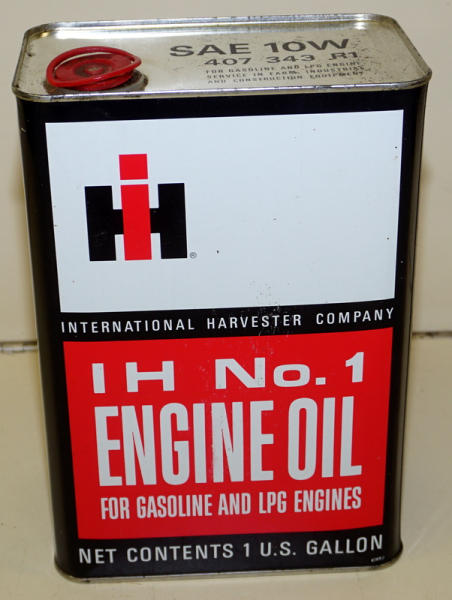 SAE 10W
407 343 R1
FOR GASOLINE AND LPG ENGINE
SERVICE IN FARM, INDUSTRIAL
AND CONSTRUCTION EQUIPMENT
IH
®
INTERNATIONAL HARVESTER COMPANY
IH No.1
ENGINE OIL
FOR GASOLINE AND LPG ENGINES
NET CONTENTS 1 U.S. GALLON